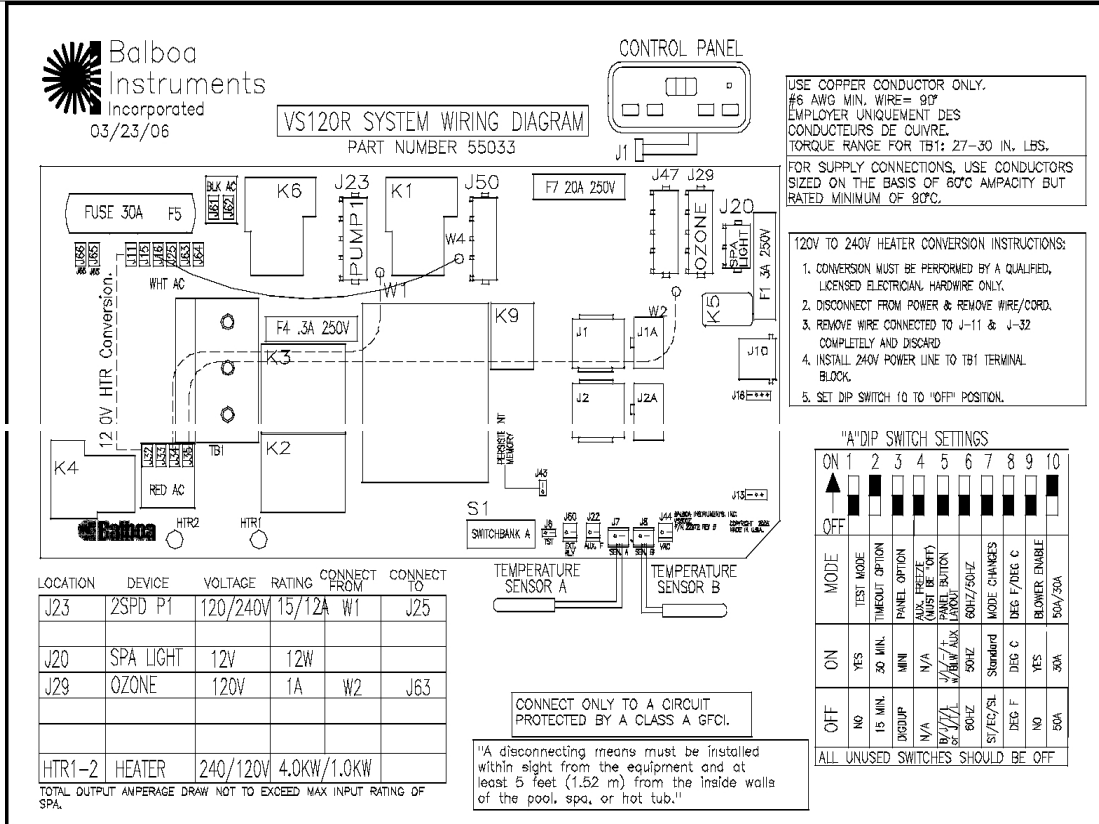 Balboa
Instruments
Incorporated
03/23/06
VS120R SYSTEM WIRING DIAGRAM
PART NUMBER 55033
CONTROL PANEL
J1
USE COPPER CONDUCTOR ONLY.
#6 AWG MIN. WIRE= 90°
EMPLOYER UNIQUEMENT DES
CONDUCTEURS DE CUIVRE.
TORQUE RANGE FOR TB1: 27-30 IN. LBS.
FOR SUPPLY CONNECTIONS, USE CONDUCTORS
SIZED ON THE BASIS OF 60°C AMPACITY BUT
RATED MINIMUM OF 90°C.
120V TO 240V HEATER CONVERSION INSTRUCTIONS:
1. CONVERSION MUST BE PERFORMED BY A QUALIFIED,
LICENSED ELECTRICIAN, HARDWIRE ONLY.
2. DISCONNECT FROM POWER & REMOVE WIRE/CORD.
3. REMOVE WIRE CONNECTED TO J-11 & J-32
COMPLETELY AND DISCARD
4. INSTALL 240V POWER LINE TO TB1 TERMINAL
BLOCK.
5. SET DIP SWITCH 10 TO "OFF" POSITION.
FUSE 30A F5
BLK AC
J61
J62
K6
J23
PUMP1
K1
J50
W4
F7 20A 250V
J47
J29
OZONE
J20
SPA
LIGHT
F1 3A 250V
J66
J65
J11
J15
J16
J25
J63
J64
WHT AC
W1
W2
K5
F4 .3A 250V
K9
K3
J1
J1A
J10
J2
J2A
J18
12 0V HTR Conversion.
TB1
K2
K4
J32
J33
J34
J35
RED AC
HTR2
HTR1
Balboa
PERSISTE NT
MEMORY
J43
J13
S1
SWITCHBANK A
J6
TST
J60
EXT.
RLY
J22
AUX. F
J7
SEN. A
J8
SEN. B
J44
VAC
BALBOA INSTRUMENTS, INC.
MADE IN U.S.A.
TEMPERATURE
SENSOR A
TEMPERATURE
SENSOR B
LOCATION DEVICE VOLTAGE RATING CONNECT FROM CONNECT TO
J23 2SPD P1 120/240V 15/12A W1 J25
J20 SPA LIGHT 12V 12W
J29 OZONE 120V 1A W2 J63
HTR1-2 HEATER 240/120V 4.0KW/1.0KW
TOTAL OUTPUT AMPERAGE DRAW NOT TO EXCEED MAX INPUT RATING OF
SPA.
CONNECT ONLY TO A CIRCUIT
PROTECTED BY A CLASS A GFCI.
"A disconnecting means must be installed
within sight from the equipment and at
least 5 feet (1.52 m) from the inside walls
of the pool, spa, or hot tub."
"A"DIP SWITCH SETTINGS
ON 1 2 3 4 5 6 7 8 9 10
OFF
MODE
TEST MODE
TIMEOUT OPTION
PANEL OPTION
AUX. FREEZE
(MUST BE "OFF")
PANEL BUTTON
LAYOUT
60HZ/50HZ
MODE CHANGES
DEG F/DEG C
BLOWER ENABLE
50A/30A
ON
YES
30 MIN.
MINI
N/A
J/L/-/+
w/BLW AUX
50HZ
Standard
DEG C
YES
30A
OFF
NO
15 MIN.
DIGDUP
N/A
B/J/T/L
or J/T/L
60HZ
ST/EC/SL
DEG F
NO
50A
ALL UNUSED SWITCHES SHOULD BE OFF